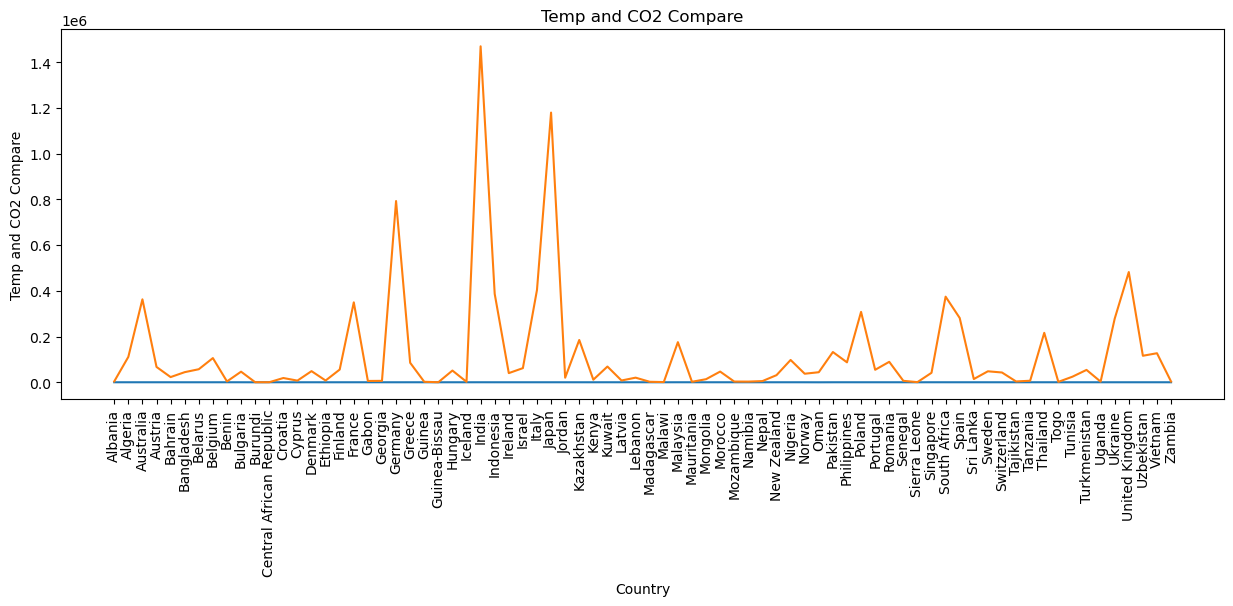 Temp and CO2 Compare
1e6
1.4
1.2
1.0
0.8
0.6
0.4
0.2
0.0
Temp and CO2 Compare
Albania
Algeria
Australia
Austria
Bahrain
Bangladesh
Belarus
Belgium
Benin
Bulgaria
Burundi
Central African Republic
Croatia
Cyprus
Denmark
Ethiopia
Finland
France
Gabon
Georgia
Germany
Greece
Guinea
Guinea-Bissau
Hungary
Iceland
India
Indonesia
Ireland
Israel
Italy
Japan
Jordan
Kazakhstan
Kenya
Kuwait
Latvia
Lebanon
Madagascar
Malawi
Malaysia
Mauritania
Mongolia
Morocco
Mozambique
Namibia
Nepal
New Zealand
Nigeria
Norway
Oman
Pakistan
Philippines
Poland
Portugal
Romania
Senegal
Sierra Leone
Singapore
South Africa
Spain
Sri Lanka
Sweden
Switzerland
Tajikistan
Tanzania
Thailand
Togo
Tunisia
Turkmenistan
Uganda
Ukraine
United Kingdom
Uzbekistan
Vietnam
Zambia
Country